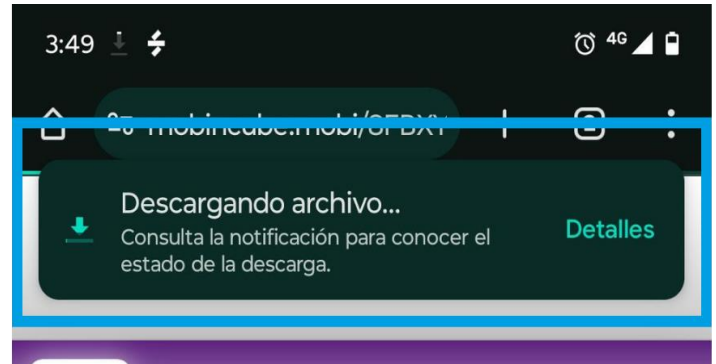 3:49
4G
Descargando archivo...
Consulta la notificación para conocer el
estado de la descarga.
Detalles